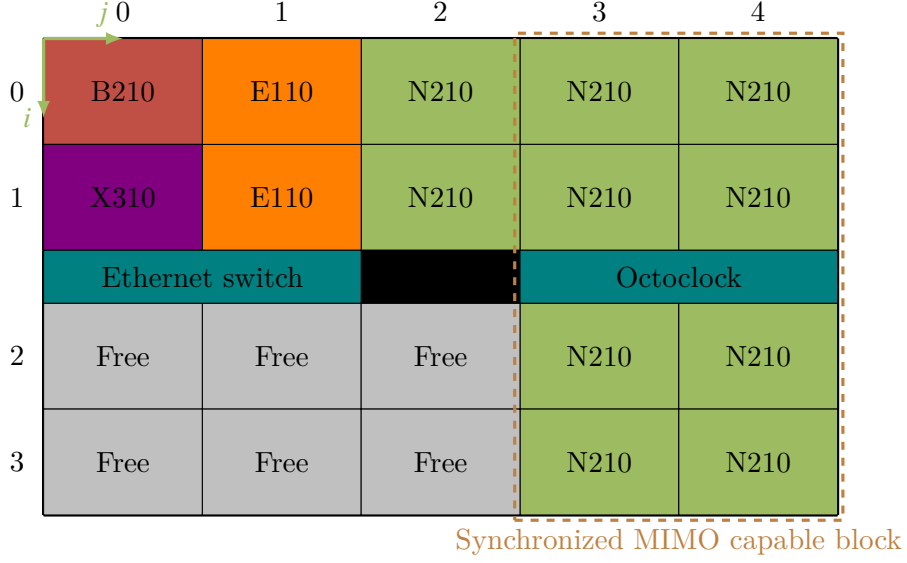 j 0 1 2 3 4
0 B210 E110 N210 N210 N210
i
1 X310 E110 N210 N210 N210
Ethernet switch Octoclock
2 Free Free Free N210 N210
3 Free Free Free N210 N210
Synchronized MIMO capable block